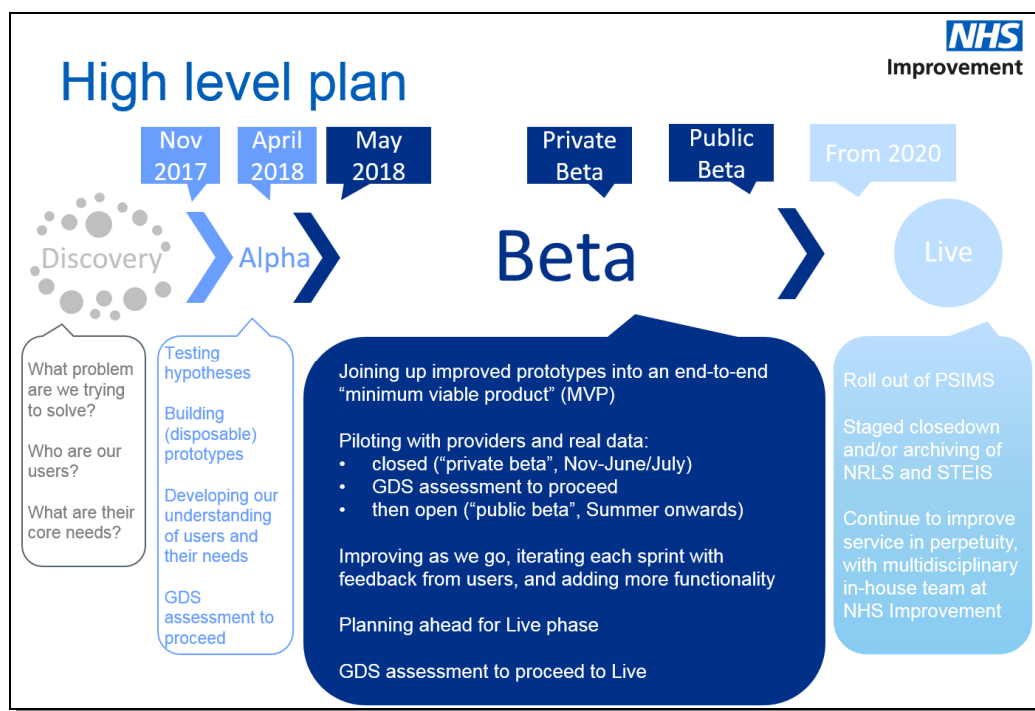 NHS
Improvement
High level plan
Nov
2017
April
2018
May
2018
Private
Beta
Public
Beta
From 2020
Discovery
Alpha
Beta
Live
What problem
are we trying
to solve?
Who are our
users?
What are their
core needs?
Testing
hypotheses
Building
(disposable)
prototypes
Developing our
understanding
of users and
their needs
GDS
assessment to
proceed
Joining up improved prototypes into an end-to-end
“minimum viable product” (MVP)
Piloting with providers and real data:
• closed (“private beta”, Nov-June/July)
• GDS assessment to proceed
• then open (“public beta”, Summer onwards)
Improving as we go, iterating each sprint with
feedback from users, and adding more functionality
Planning ahead for Live phase
GDS assessment to proceed to Live
Roll out of PSIMS
Staged closedown
and/or archiving of
NRLS and STEIS
Continue to improve
service in perpetuity,
with multidisciplinary
in-house team at
NHS Improvement